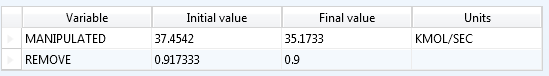 Variable Initial value Final value Units
MANIPULATED 37.4542 35.1733 KMOL/SEC
REMOVE 0.917333 0.9